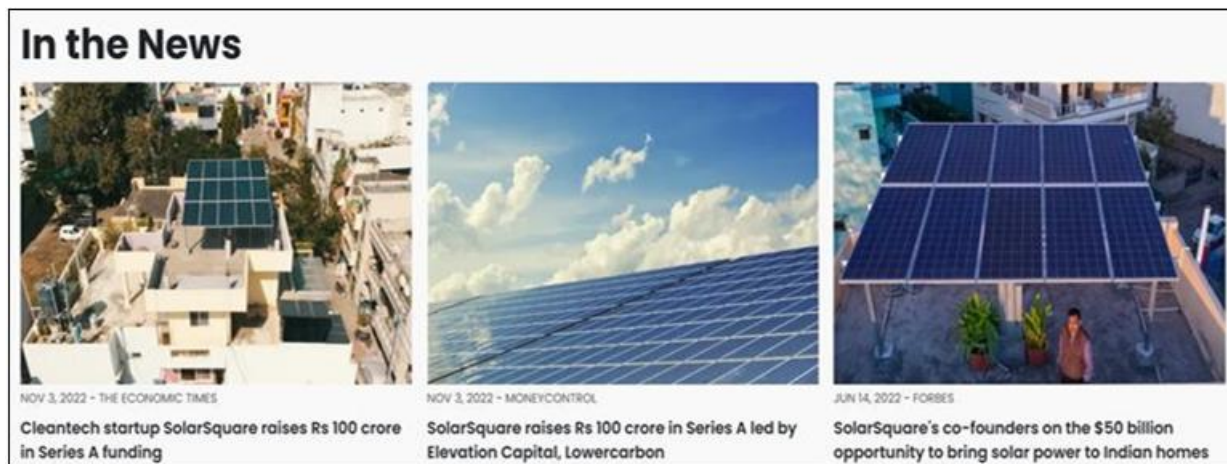 In the News
NOV 3, 2022 - THE ECONOMIC TIMES
Cleantech startup SolarSquare raises Rs 100 crore
in Series A funding
NOV 3, 2022 - MONEYCONTROL
SolarSquare raises Rs 100 crore in Series A led by
Elevation Capital, Lowercarbon
JUN 14, 2022 - FORBES
SolarSquare's co-founders on the $50 billion
opportunity to bring solar power to Indian homes